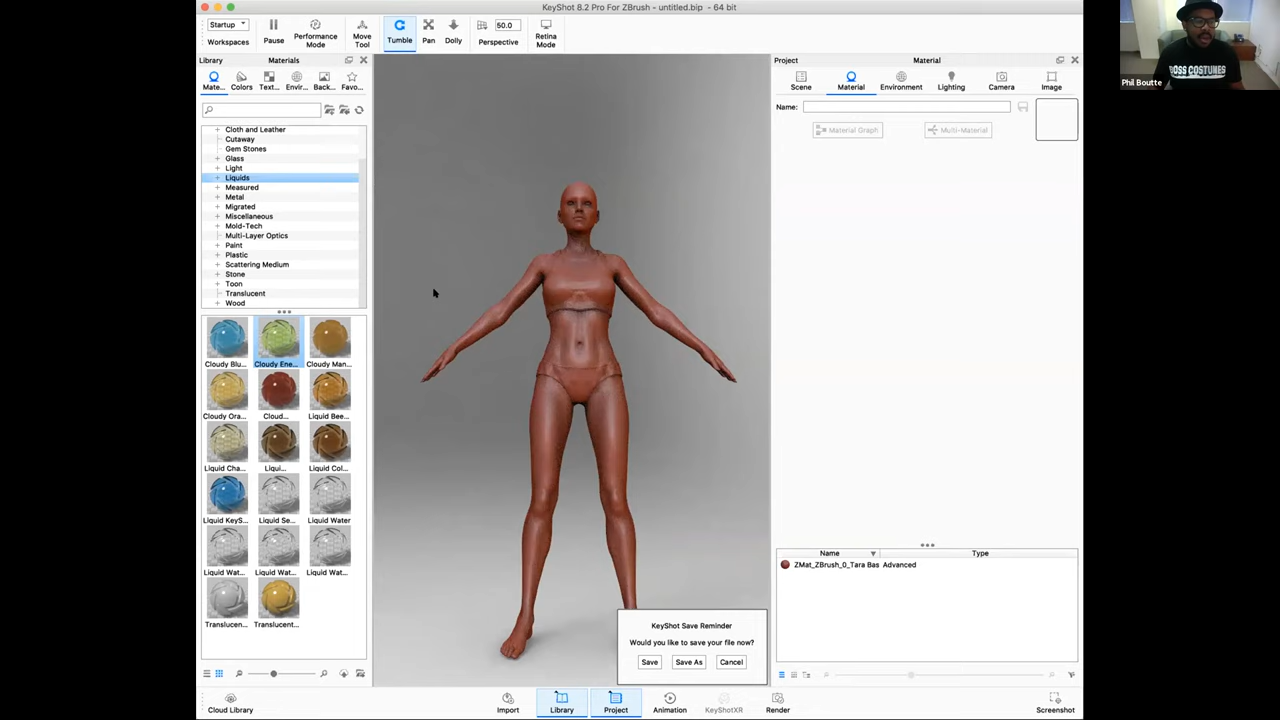 KeyShot 8.2 Pro For ZBrush - untitled.bip - 64 bit
Startup
Workspaces
Pause
Performance
Mode
Move
Tool
Tumble
Pan
Dolly
50.0
Perspective
Retina
Mode
Library
Materials
Mate...
Colors
Text...
Envir...
Back...
Favo...
Cloth and Leather
Cutaway
Gem Stones
Glass
Light
Liquids
Measured
Metal
Migrated
Miscellaneous
Mold-Tech
Multi-Layer Optics
Paint
Plastic
Scattering Medium
Stone
Toon
Translucent
Wood
Cloudy Blu...
Cloudy Ene...
Cloudy Man...
Cloudy Ora...
Cloud...
Liquid Bee...
Liquid Cha...
Liqui...
Liquid Col...
Liquid KeyS...
Liquid Se...
Liquid Water
Liquid Wat...
Liquid Wat...
Liquid Wat...
Translucen...
Translucent...
Cloud Library
Import
Library
Project
Animation
KeyShotXR
Render
Screenshot
KeyShot Save Reminder
Would you like to save your file now?
Save
Save As
Cancel
Project
Material
Scene
Material
Environment
Lighting
Camera
Image
Name:
Material Graph
Multi-Material
Name
Type
ZMat_ZBrush_0_Tara Bas Advanced
BOSS COSTUMES
Phil Boutte